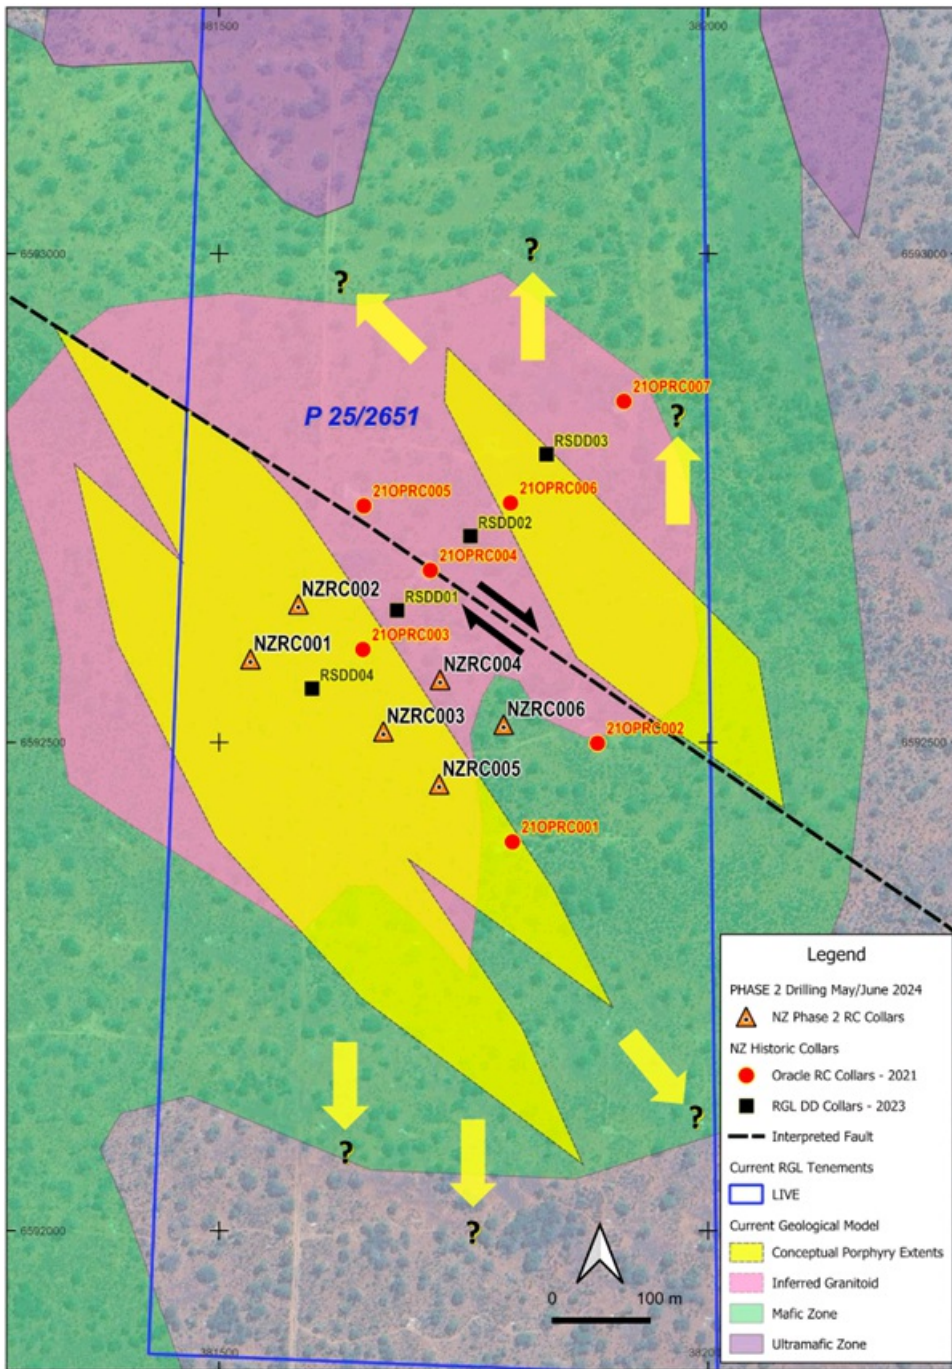 381500
382000
6593000
6593000
?
?
21OPRC007
?
P 25/2651
RSDD03
21OPRC005
21OPRC006
RSDD02
21OPRC004
NZRC002
RSDD01
21OPRC003
NZRC001
NZRC004
RSDD04
NZRC003
NZRC006
21OPRC002
6592500
6592500
NZRC005
21OPRC001
?
?
?
6592000
0
100 m
381500
Legend
PHASE 2 Drilling May/June 2024
NZ Phase 2 RC Collars
NZ Historic Collars
Oracle RC Collars - 2021
RGL DD Collars - 2023
Interpreted Fault
Current RGL Tenements
LIVE
Current Geological Model
Conceptual Porphyry Extents
Inferred Granitoid
Mafic Zone
Ultramafic Zone